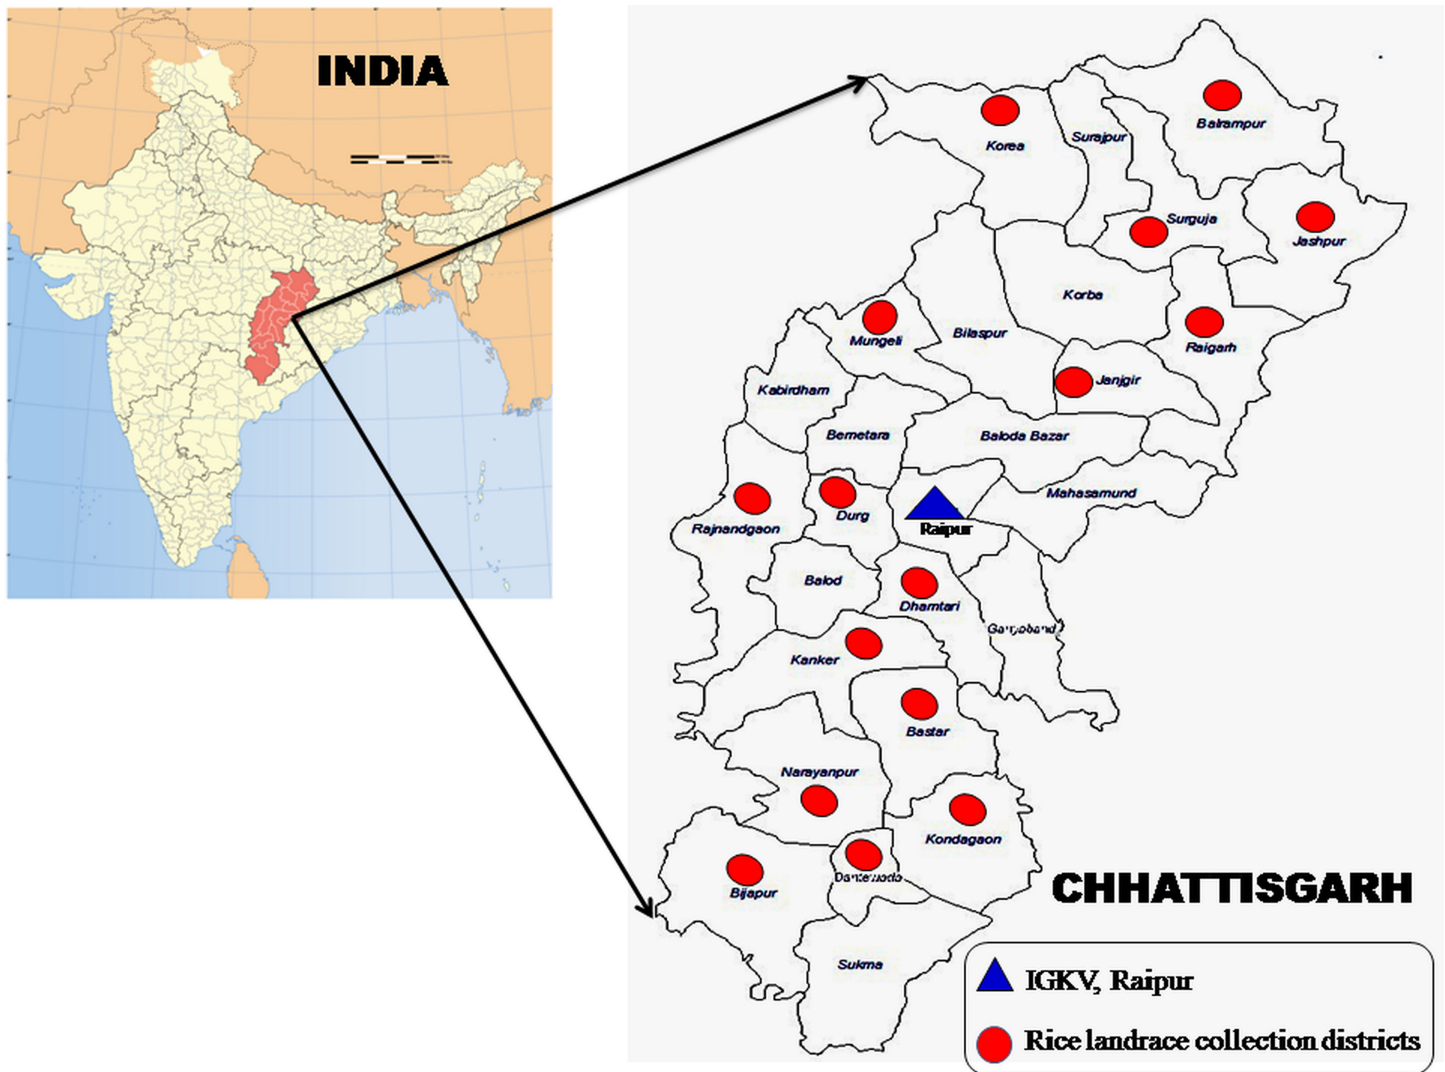 INDIA
Balrampur
Surajpur
Korea
Surguja
Jashpur
Korba
Bilaspur
Mungeli
Raigarh
Janjgir
Kabirdham
Bemetara
Baloda Bazar
Mahasamund
Rajnandgaon
Durg
Raipur
Balod
Dhamtari
Kanker
Bastar
Narayanpur
Kondagaon
Bijapur
CHHATTISGARH
Sukma
IGKV, Raipur
Rice landrace collection districts